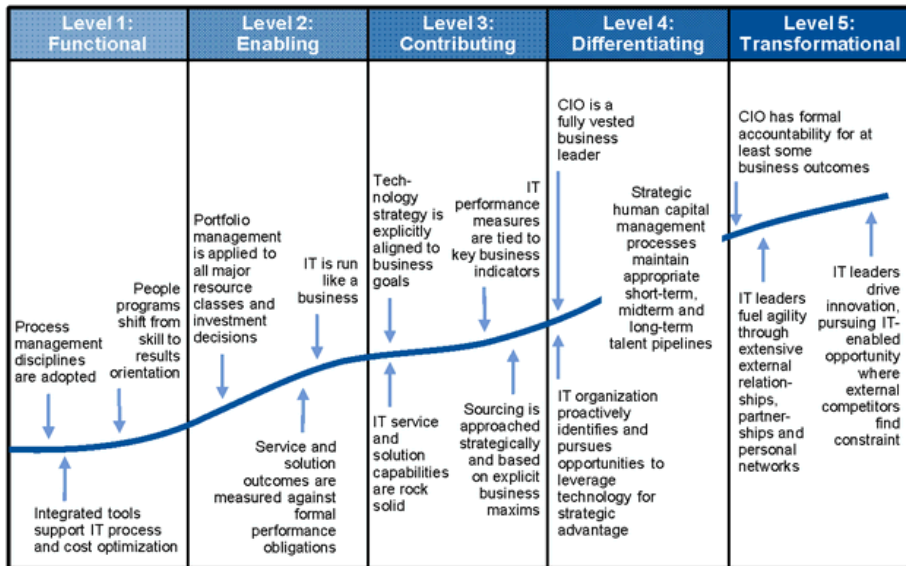 Level 1:
Functional
Level 2:
Enabling
Level 3:
Contributing
Level 4:
Differentiating
Level 5:
Transformational
Process
management
disciplines
are adopted
People
programs
shift from
skill to
results
orientation
Integrated tools
support IT process
and cost optimization
Portfolio
management
is applied to
all major
resource
classes and
investment
decisions
IT is run
like a
business
Service and
solution
outcomes are
measured against
formal
performance
obligations
Tech-
nology
strategy is
explicitly
aligned to
business
goals
IT
performance
measures
are tied to
key business
indicators
IT service
and
solution
capabilities
are rock
solid
Sourcing is
approached
strategically
and based
on explicit
business
maxims
CIO is a
fully vested
business
leader
Strategic
human capital
management
processes
maintain
appropriate
short-term,
midterm and
long-term
talent pipelines
IT organization
proactively
identifies and
pursues
opportunities to
leverage
technology for
strategic
advantage
CIO has formal
accountability for at
least some
business outcomes
IT leaders
fuel agility
through
extensive
external
relation-
ships,
partner-
ships and
personal
networks
IT leaders
drive
innovation,
pursuing IT-
enabled
opportunity
where
external
competitors
find
constraint